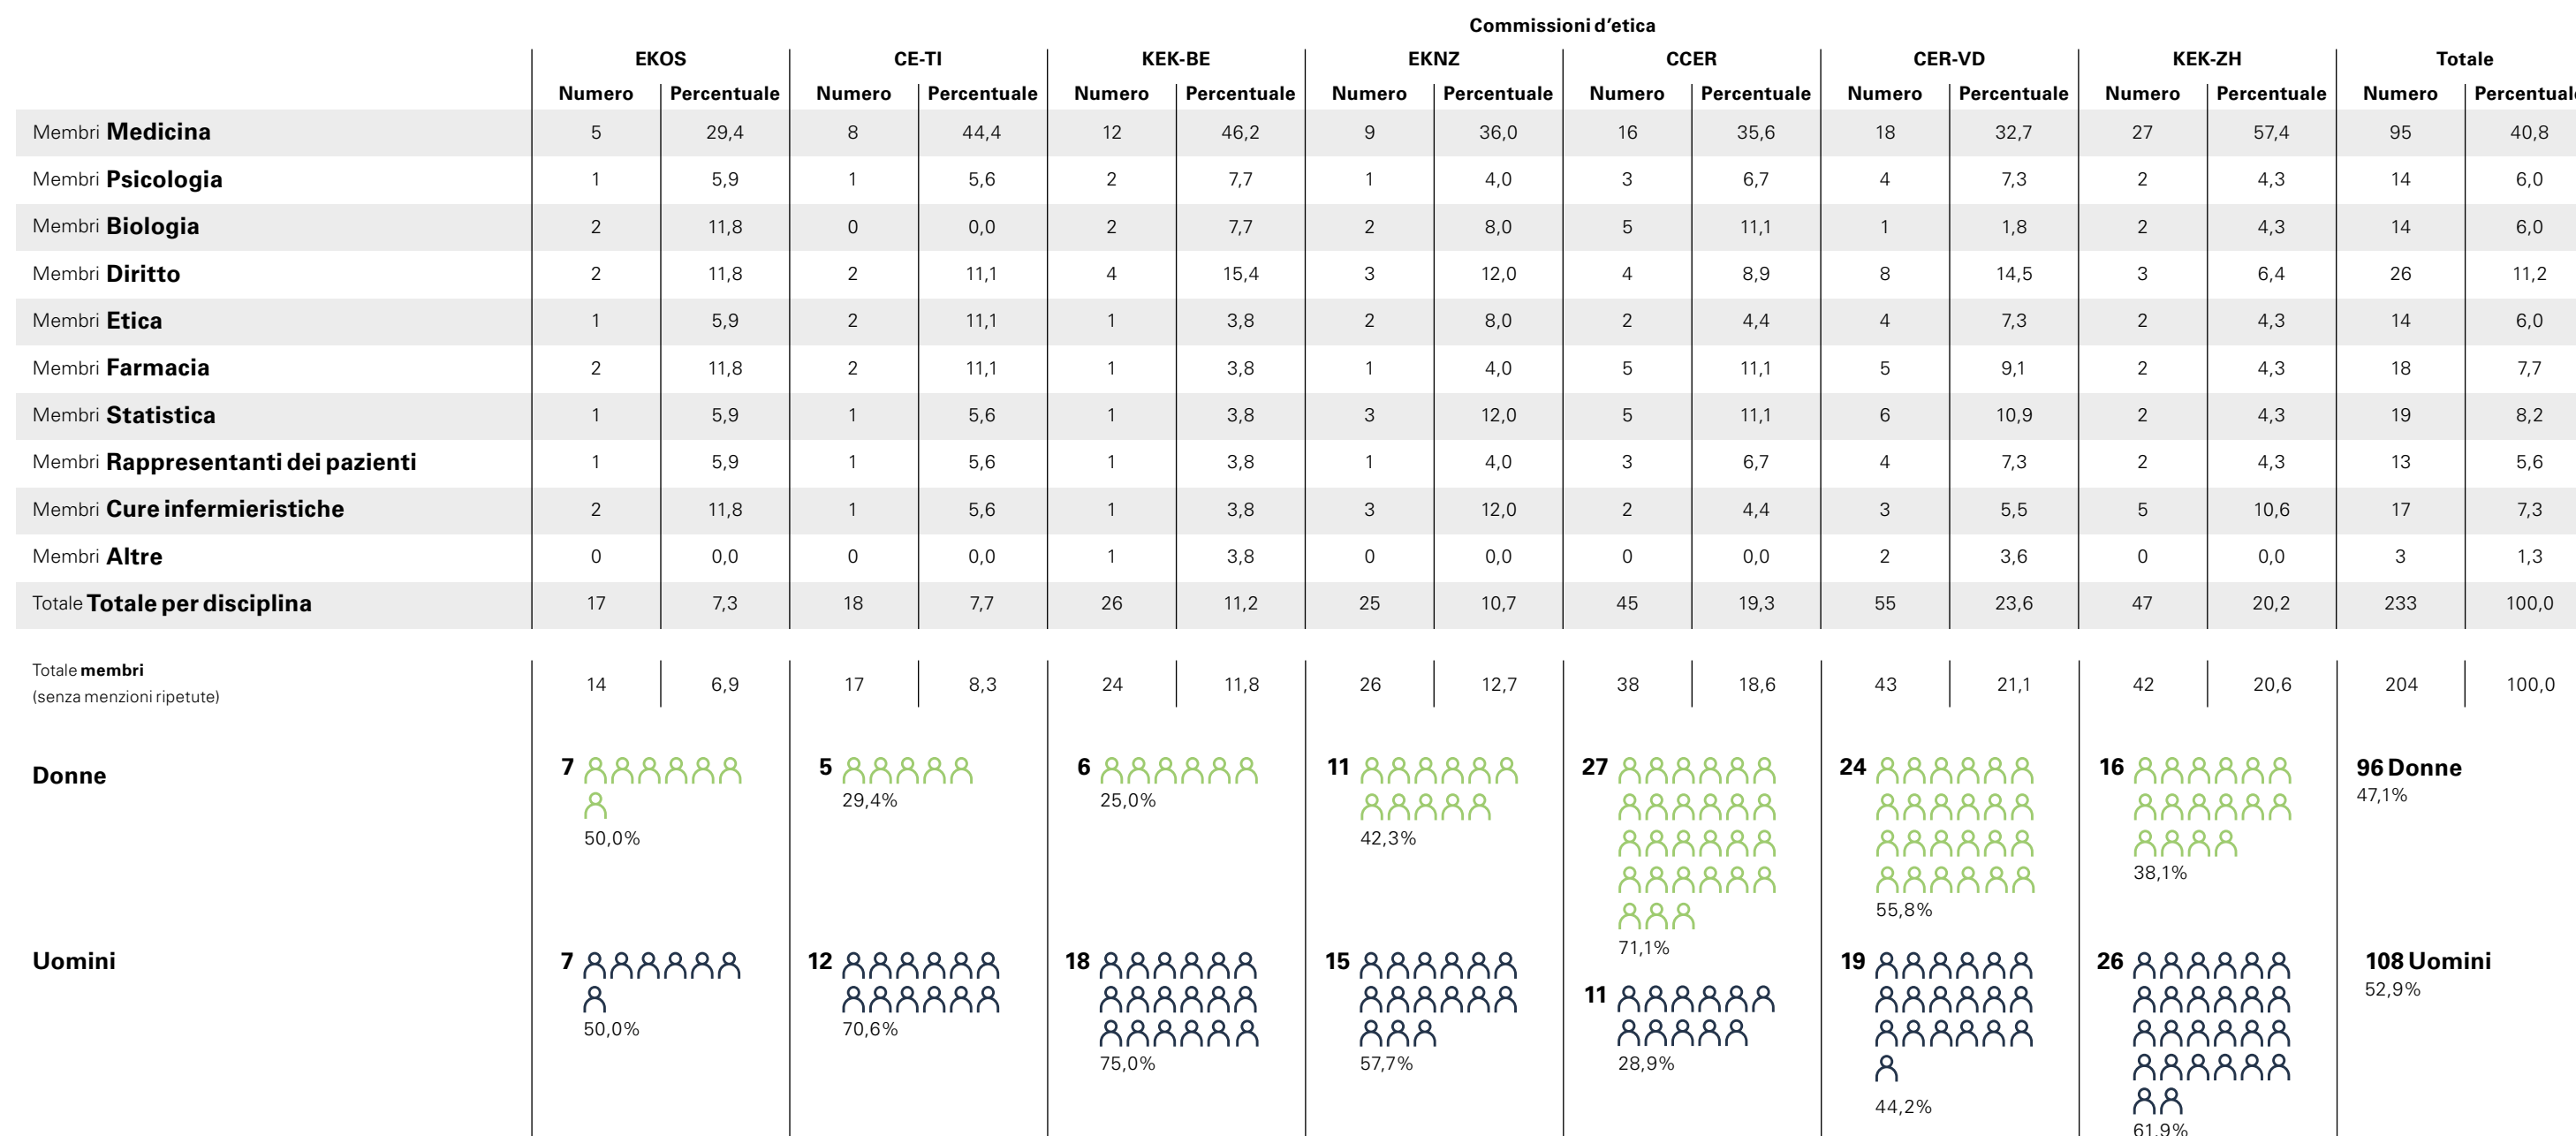 Commissioni d'etica
EKOS CE-TI KEK-BE EKNZ CCER CER-VD KEK-ZH Totale
Numero Percentuale Numero Percentuale Numero Percentuale Numero Percentuale Numero Percentuale Numero Percentuale Numero Percentuale Numero Percentuale
Membri Medicina 5 29,4 8 44,4 12 46,2 9 36,0 16 35,6 18 32,7 27 57,4 95 40,8
Membri Psicologia 1 5,9 1 5,6 2 7,7 1 4,0 3 6,7 4 7,3 2 4,3 14 6,0
Membri Biologia 2 11,8 0 0,0 2 7,7 2 8,0 5 11,1 1 1,8 2 4,3 14 6,0
Membri Diritto 2 11,8 2 11,1 4 15,4 3 12,0 4 8,9 8 14,5 3 6,4 26 11,2
Membri Etica 1 5,9 2 11,1 1 3,8 2 8,0 2 4,4 4 7,3 2 4,3 14 6,0
Membri Farmacia 2 11,8 2 11,1 1 3,8 1 4,0 5 11,1 5 9,1 2 4,3 18 7,7
Membri Statistica 1 5,9 1 5,6 1 3,8 3 12,0 5 11,1 6 10,9 2 4,3 19 8,2
Membri Rappresentanti dei pazienti 1 5,9 1 5,6 1 3,8 1 4,0 3 6,7 4 7,3 2 4,3 13 5,6
Membri Cure infermieristiche 2 11,8 1 5,6 1 3,8 3 12,0 2 4,4 3 5,5 5 10,6 17 7,3
Membri Altre 0 0,0 0 0,0 1 3,8 0 0,0 0 0,0 2 3,6 0 0,0 3 1,3
Totale Totale per disciplina 17 7,3 18 7,7 26 11,2 25 10,7 45 19,3 55 23,6 47 20,2 233 100,0
Totale membri
(senza menzioni ripetute) 14 6,9 17 8,3 24 11,8 26 12,7 38 18,6 43 21,1 42 20,6 204 100,0
Donne 7 5 6 11 27 24 16 96 Donne
50,0% 29,4% 25,0% 42,3% 71,1% 55,8% 38,1% 47,1%
Uomini 7 12 18 15 11 19 26 108 Uomini
50,0% 70,6% 75,0% 57,7% 28,9% 44,2% 61,9% 52,9%